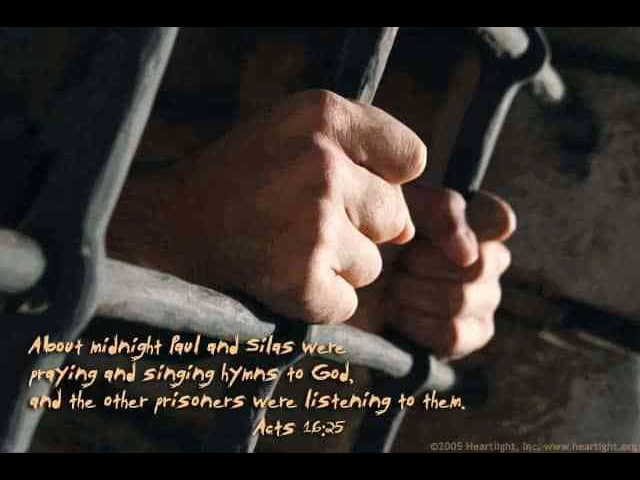 About midnight Paul and Silas were
praying and singing hymns to God,
and the other prisoners were listening to them.
Acts 16:25
©2005 Heartlight, Inc. www.heartlight.org